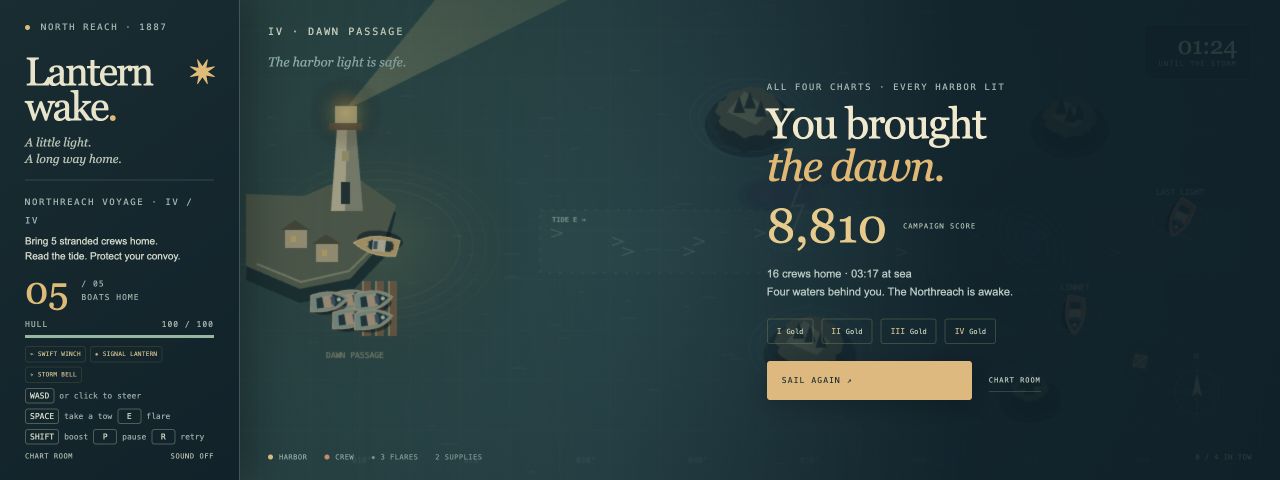 NORTH REACH · 1887
Lantern
wake.
A little light.
A long way home.
NORTHREACH VOYAGE · IV /
IV
Bring 5 stranded crews home.
Read the tide. Protect your convoy.
05 / 05
BOATS HOME
HULL 100 / 100
SWIFT WINCH SIGNAL LANTERN
STORM BELL
WASD or click to steer
SPACE take a tow E flare
SHIFT boost P pause R retry
CHART ROOM SOUND OFF
IV · DAWN PASSAGE
The harbor light is safe.
TIDE E
DAWN PASSAGE
HARBOR CREW 3 FLARES 2 SUPPLIES
01:24
UNTIL THE STORM
ALL FOUR CHARTS · EVERY HARBOR LIT
You brought
the dawn.
8,810 CAMPAIGN SCORE
16 crews home · 03:17 at sea
Four waters behind you. The Northreach is awake.
I Gold II Gold III Gold IV Gold
SAIL AGAIN ↗
CHART ROOM
LAST LIGHT
LINNET
N
0 / 4 IN TOW